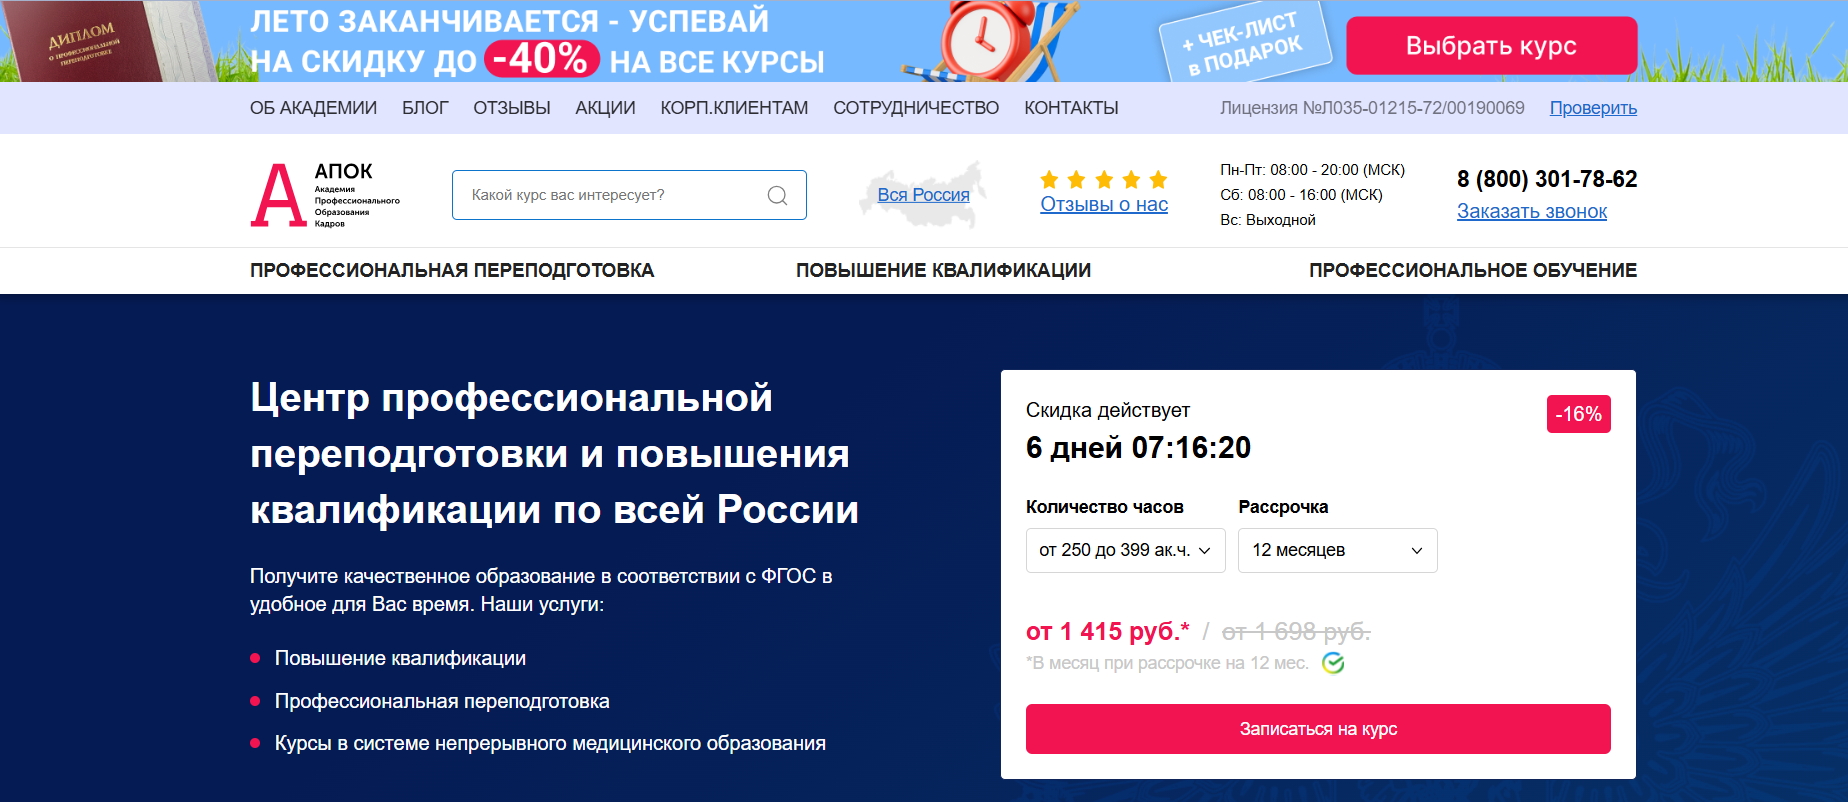 ДИПЛОМ
О ПРОФЕССИОНАЛЬНОЙ
ПЕРЕПОДГОТОВКЕ
ЛЕТО ЗАКАНЧИВАЕТСЯ - УСПЕВАЙ
НА СКИДКУ ДО -40% НА ВСЕ КУРСЫ
+ ЧЕК-ЛИСТ
в ПОДАРОК
Выбрать курс
ОБ АКАДЕМИИ БЛОГ ОТЗЫВЫ АКЦИИ КОРП.КЛИЕНТАМ СОТРУДНИЧЕСТВО КОНТАКТЫ Лицензия №Л035-01215-72/00190069 Проверить
АПОК
Академия
Профессионального
Образования
Кадров
Какой курс вас интересует?
Вся Россия
Отзывы о нас
Пн-Пт: 08:00 - 20:00 (МСК)
Сб: 08:00 - 16:00 (МСК)
Вс: Выходной
8 (800) 301-78-62
Заказать звонок
ПРОФЕССИОНАЛЬНАЯ ПЕРЕПОДГОТОВКА ПОВЫШЕНИЕ КВАЛИФИКАЦИИ ПРОФЕССИОНАЛЬНОЕ ОБУЧЕНИЕ
Центр профессиональной
переподготовки и повышения
квалификации по всей России
Получите качественное образование в соответствии с ФГОС в
удобное для Вас время. Наши услуги:
Повышение квалификации
Профессиональная переподготовка
Курсы в системе непрерывного медицинского образования
Скидка действует
-16%
6 дней 07:16:20
Количество часов Рассрочка
от 250 до 399 ак.ч. 12 месяцев
от 1 415 руб.* / от 1 698 руб.
*В месяц при рассрочке на 12 мес.
Записаться на курс